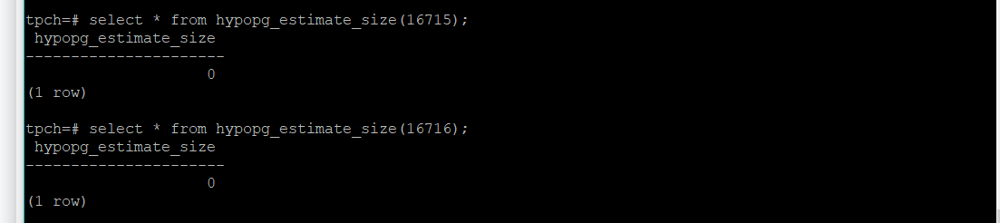 tpch=# select * from hypopg_estimate_size(16715);
 hypopg_estimate_size
----------------------
                    0
(1 row)

tpch=# select * from hypopg_estimate_size(16716);
 hypopg_estimate_size
----------------------
                    0
(1 row)